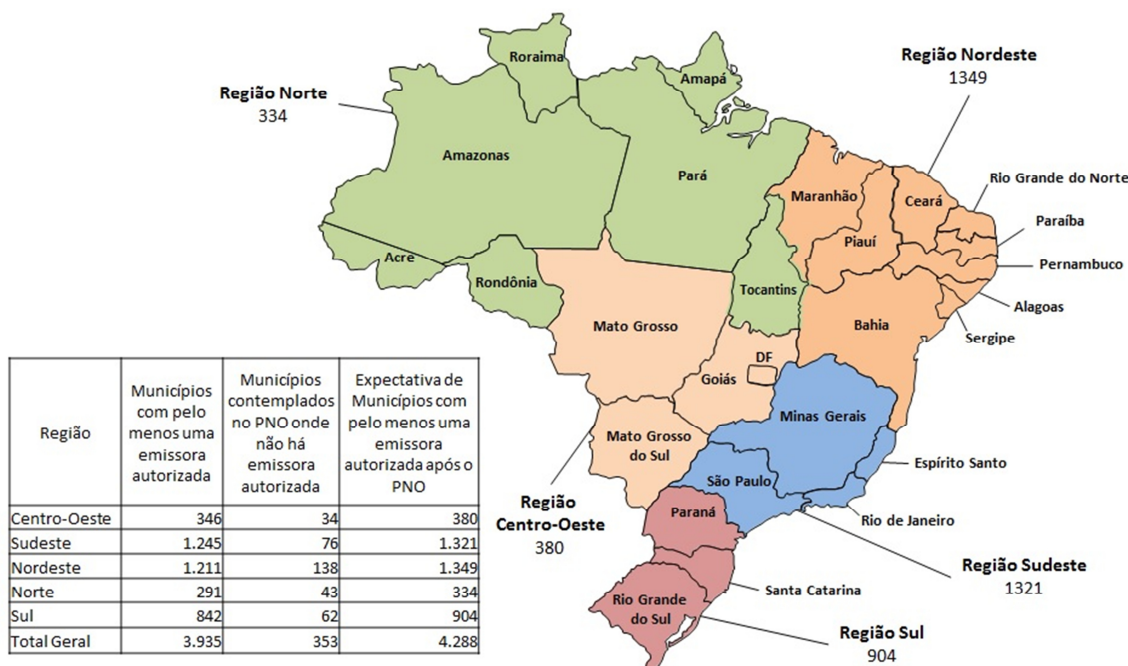 Região Norte
334
Roraima
Amapá
Região Nordeste
1349
Amazonas
Pará
Maranhão
Ceará
Rio Grande do Norte
Piauí
Paraíba
Pernambuco
Acre
Rondônia
Tocantins
Alagoas
Bahia
Sergipe
Mato Grosso
DF
Goiás
Minas Gerais
Mato Grosso
do Sul
Espírito Santo
São Paulo
Região
Centro-Oeste
380
Paraná
Rio de Janeiro
Região Sudeste
1321
Santa Catarina
Rio Grande
do Sul
Região Sul
904
Região
Municípios
com pelo
menos uma
emissora
autorizada
Municípios
contemplados
no PNO onde
não há
emissora
autorizada
Expectativa de
Municípios com
pelo menos uma
emissora
autorizada após o
PNO
Centro-Oeste 346 34 380
Sudeste 1.245 76 1.321
Nordeste 1.211 138 1.349
Norte 291 43 334
Sul 842 62 904
Total Geral 3.935 353 4.288